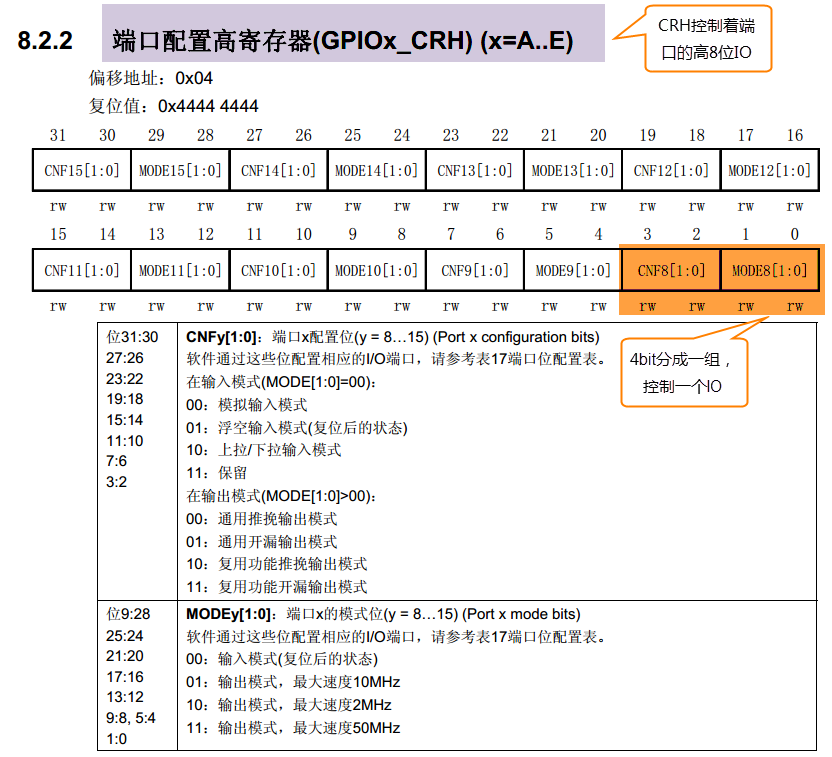 8.2.2 端口配置高寄存器(GPIOx_CRH) (x=A..E)
CRH控制着端
口的高8位IO
偏移地址：0x04
复位值：0x4444 4444
31 30 29 28 27 26 25 24 23 22 21 20 19 18 17 16
CNF15[1:0] MODE15[1:0] CNF14[1:0] MODE14[1:0] CNF13[1:0] MODE13[1:0] CNF12[1:0] MODE12[1:0]
rw rw rw rw rw rw rw rw rw rw rw rw rw rw rw rw
15 14 13 12 11 10 9 8 7 6 5 4 3 2 1 0
CNF11[1:0] MODE11[1:0] CNF10[1:0] MODE10[1:0] CNF9[1:0] MODE9[1:0] CNF8[1:0] MODE8[1:0]
rw rw rw rw rw rw rw rw rw rw rw rw rw rw rw rw
4bit分成一组，
控制一个IO
位31:30
27:26
23:22
19:18
15:14
11:10
7:6
3:2
CNFy[1:0]：端口x配置位(y = 8…15) (Port x configuration bits)
软件通过这些位配置相应的I/O端口，请参考表17端口位配置表。
在输入模式(MODE[1:0]=00)：
00：模拟输入模式
01：浮空输入模式(复位后的状态)
10：上拉/下拉输入模式
11：保留
在输出模式(MODE[1:0]>00)：
00：通用推挽输出模式
01：通用开漏输出模式
10：复用功能推挽输出模式
11：复用功能开漏输出模式
位9:28
25:24
21:20
17:16
13:12
9:8, 5:4
1:0
MODEy[1:0]：端口x的模式位(y = 8…15) (Port x mode bits)
软件通过这些位配置相应的I/O端口，请参考表17端口位配置表。
00：输入模式(复位后的状态)
01：输出模式，最大速度10MHz
10：输出模式，最大速度2MHz
11：输出模式，最大速度50MHz